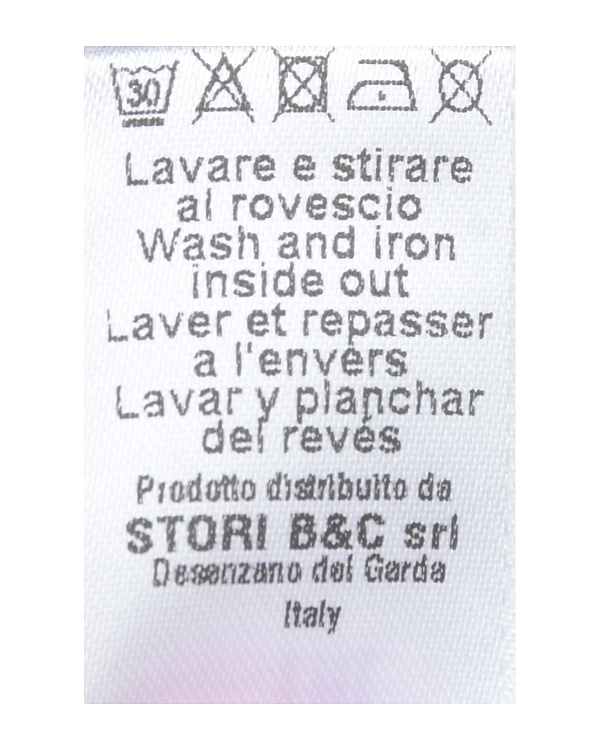 30
Lavare e stirare
al rovescio
Wash and iron
inside out
Laver et repasser
a l'envers
Lavar y planchar
del revés
Prodotto distribuito da
STORI B&C srl
Desenzano del Garda
Italy